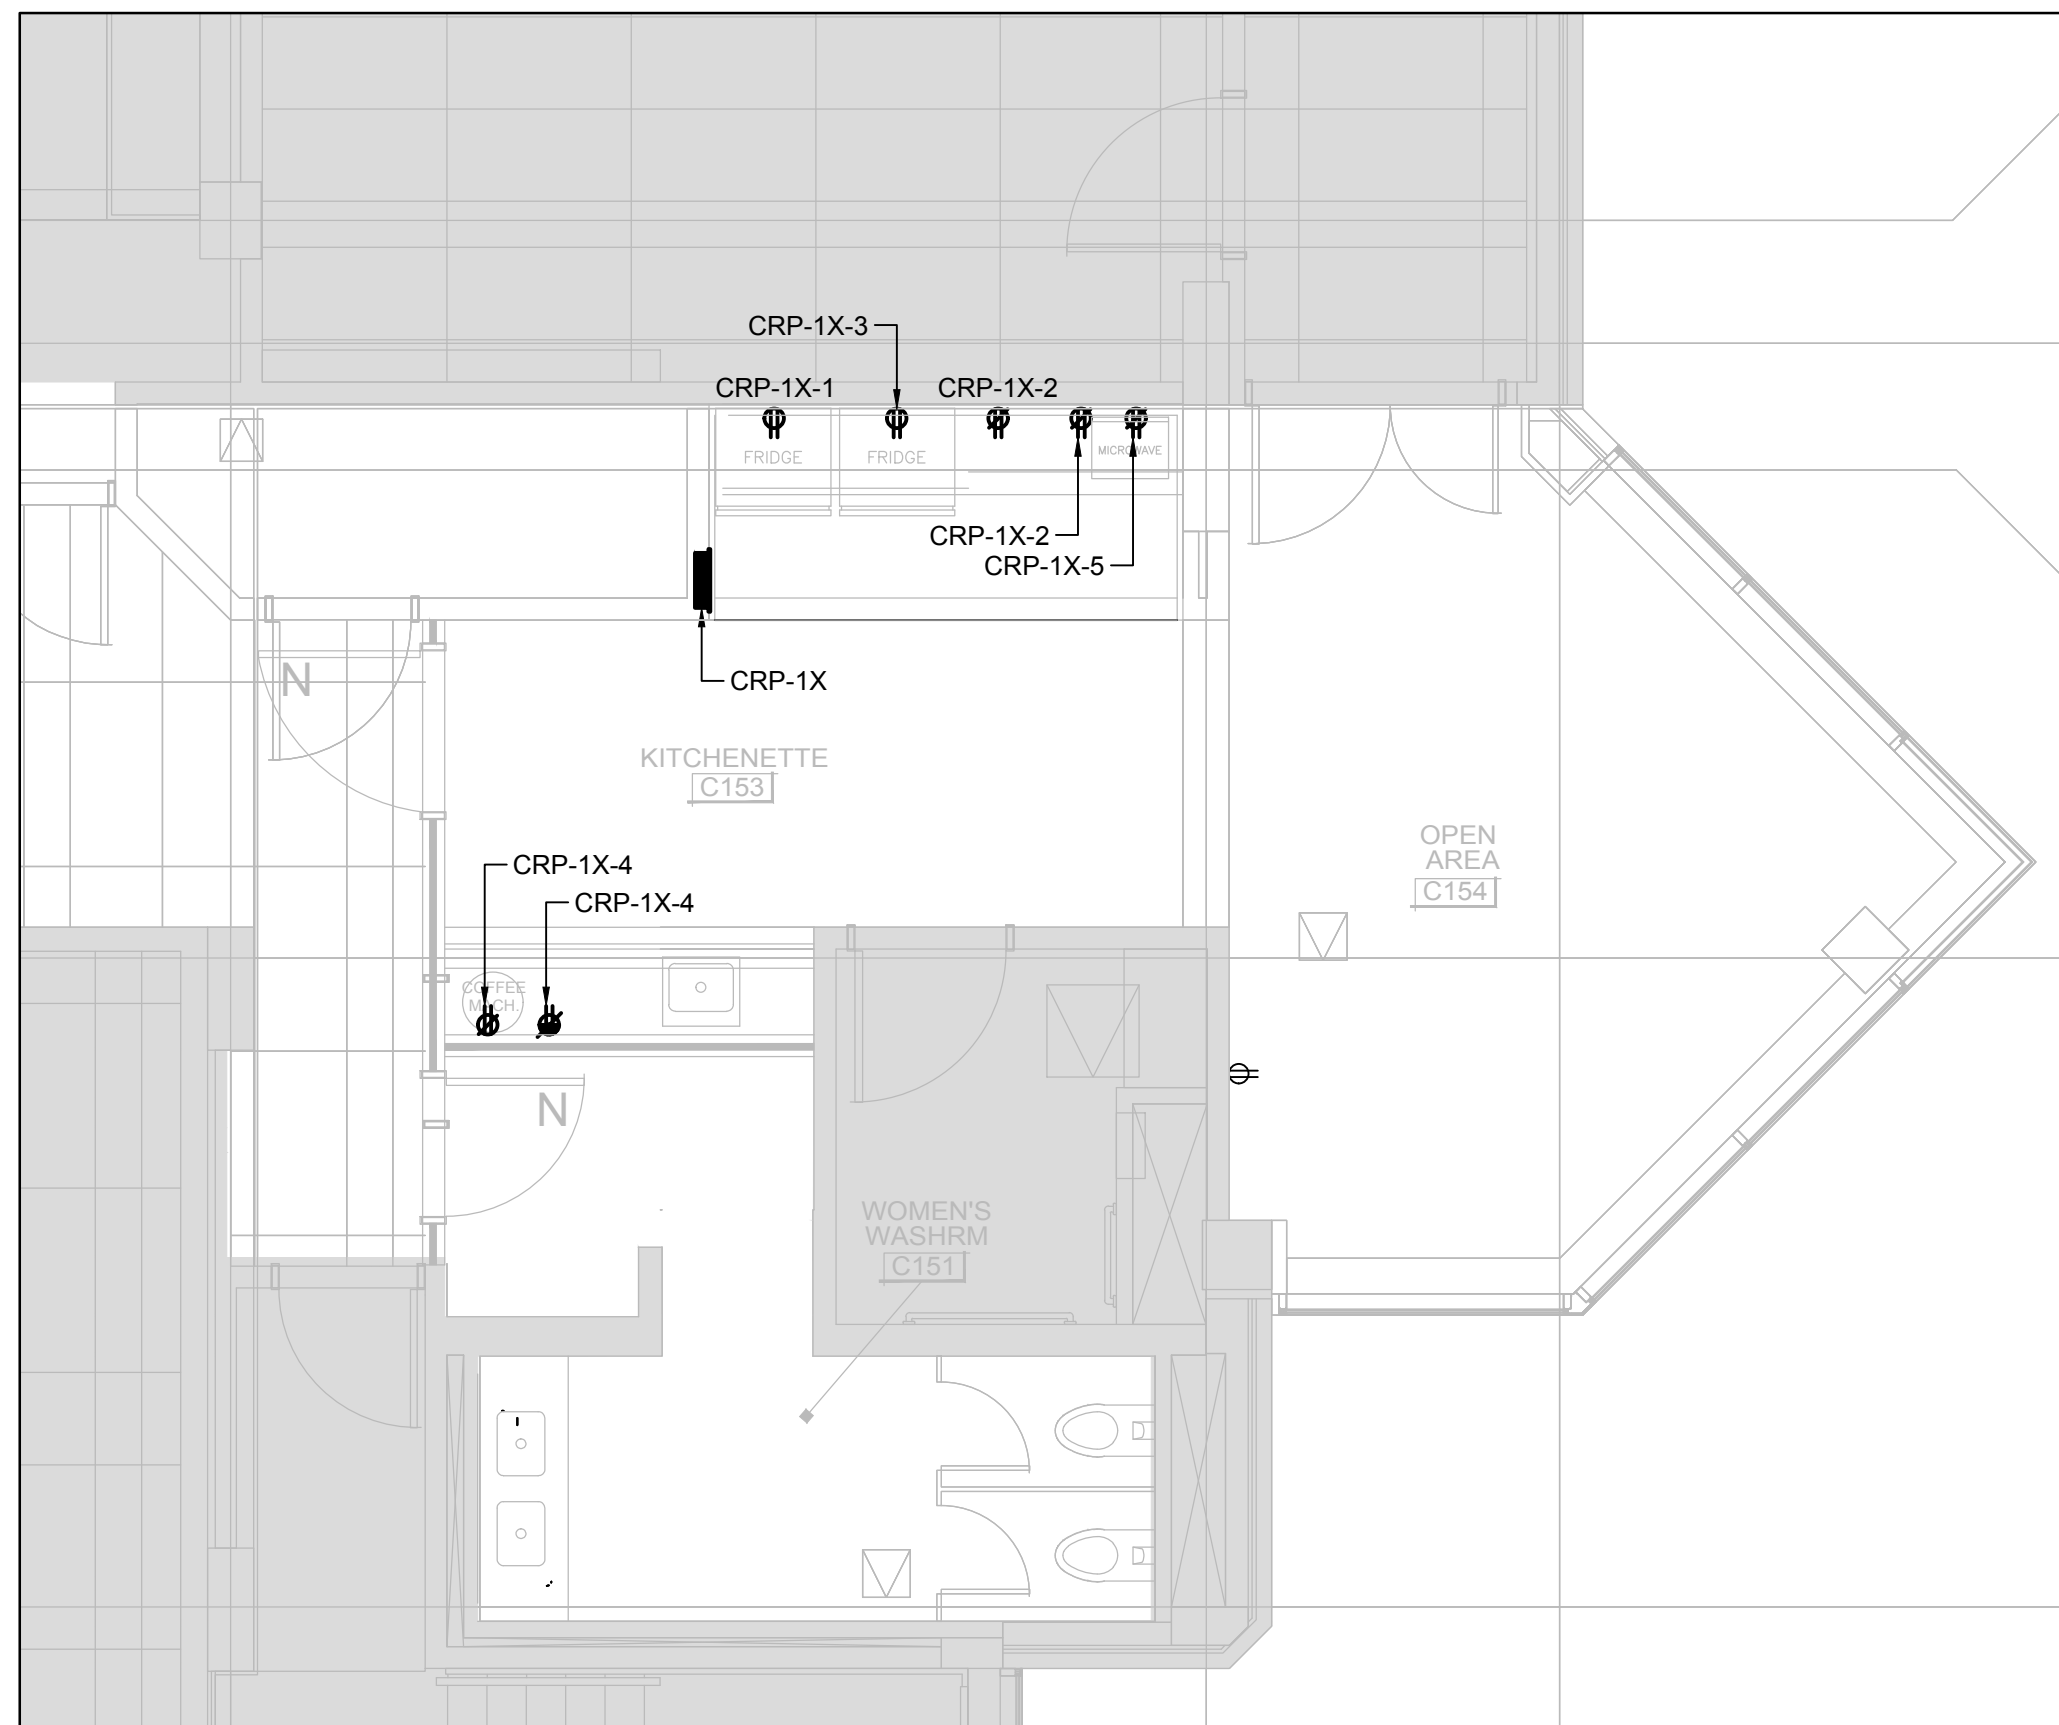 CRP-1X-3
CRP-1X-1
CRP-1X-2
FRIDGE
FRIDGE
MICROWAVE
CRP-1X-2
CRP-1X-5
N
CRP-1X
KITCHENETTE
C153
OPEN
AREA
C154
CRP-1X-4
CRP-1X-4
COFFEE
MACH.
N
WOMEN'S
WASHRM
C151